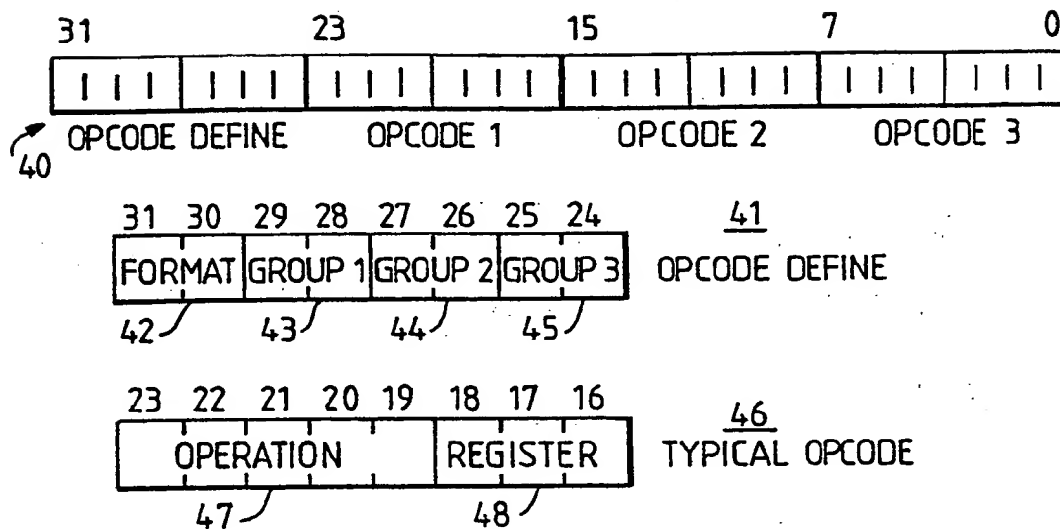 31 23 15 7 0
40 OPCODE DEFINE OPCODE 1 OPCODE 2 OPCODE 3
31 30 29 28 27 26 25 24 41
FORMAT GROUP 1 GROUP 2 GROUP 3 OPCODE DEFINE
42 43 44 45
23 22 21 20 19 18 17 16 46
OPERATION REGISTER TYPICAL OPCODE
47 48